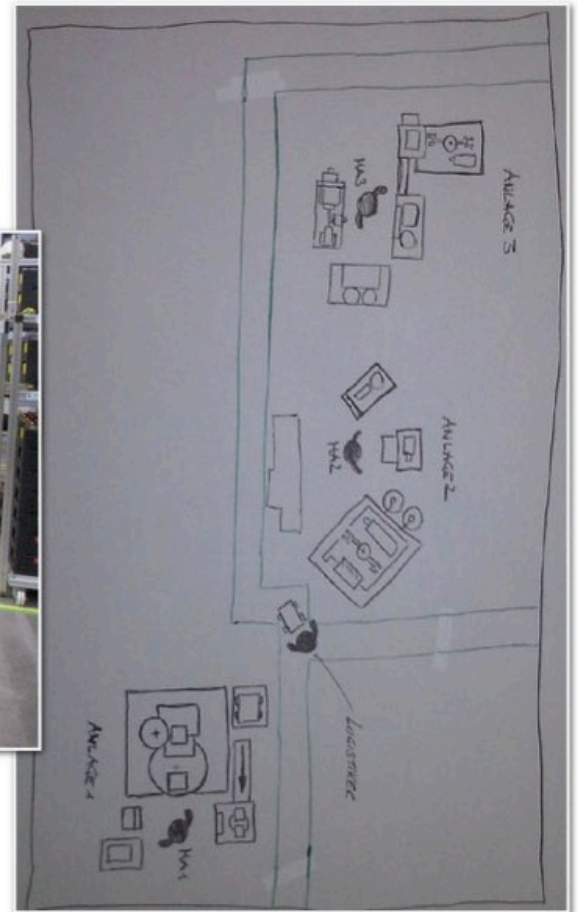 ANLAGE 3
MA3
ANLAGE 2
MA2
LOGISTIKER
ANLAGE 1
MA1